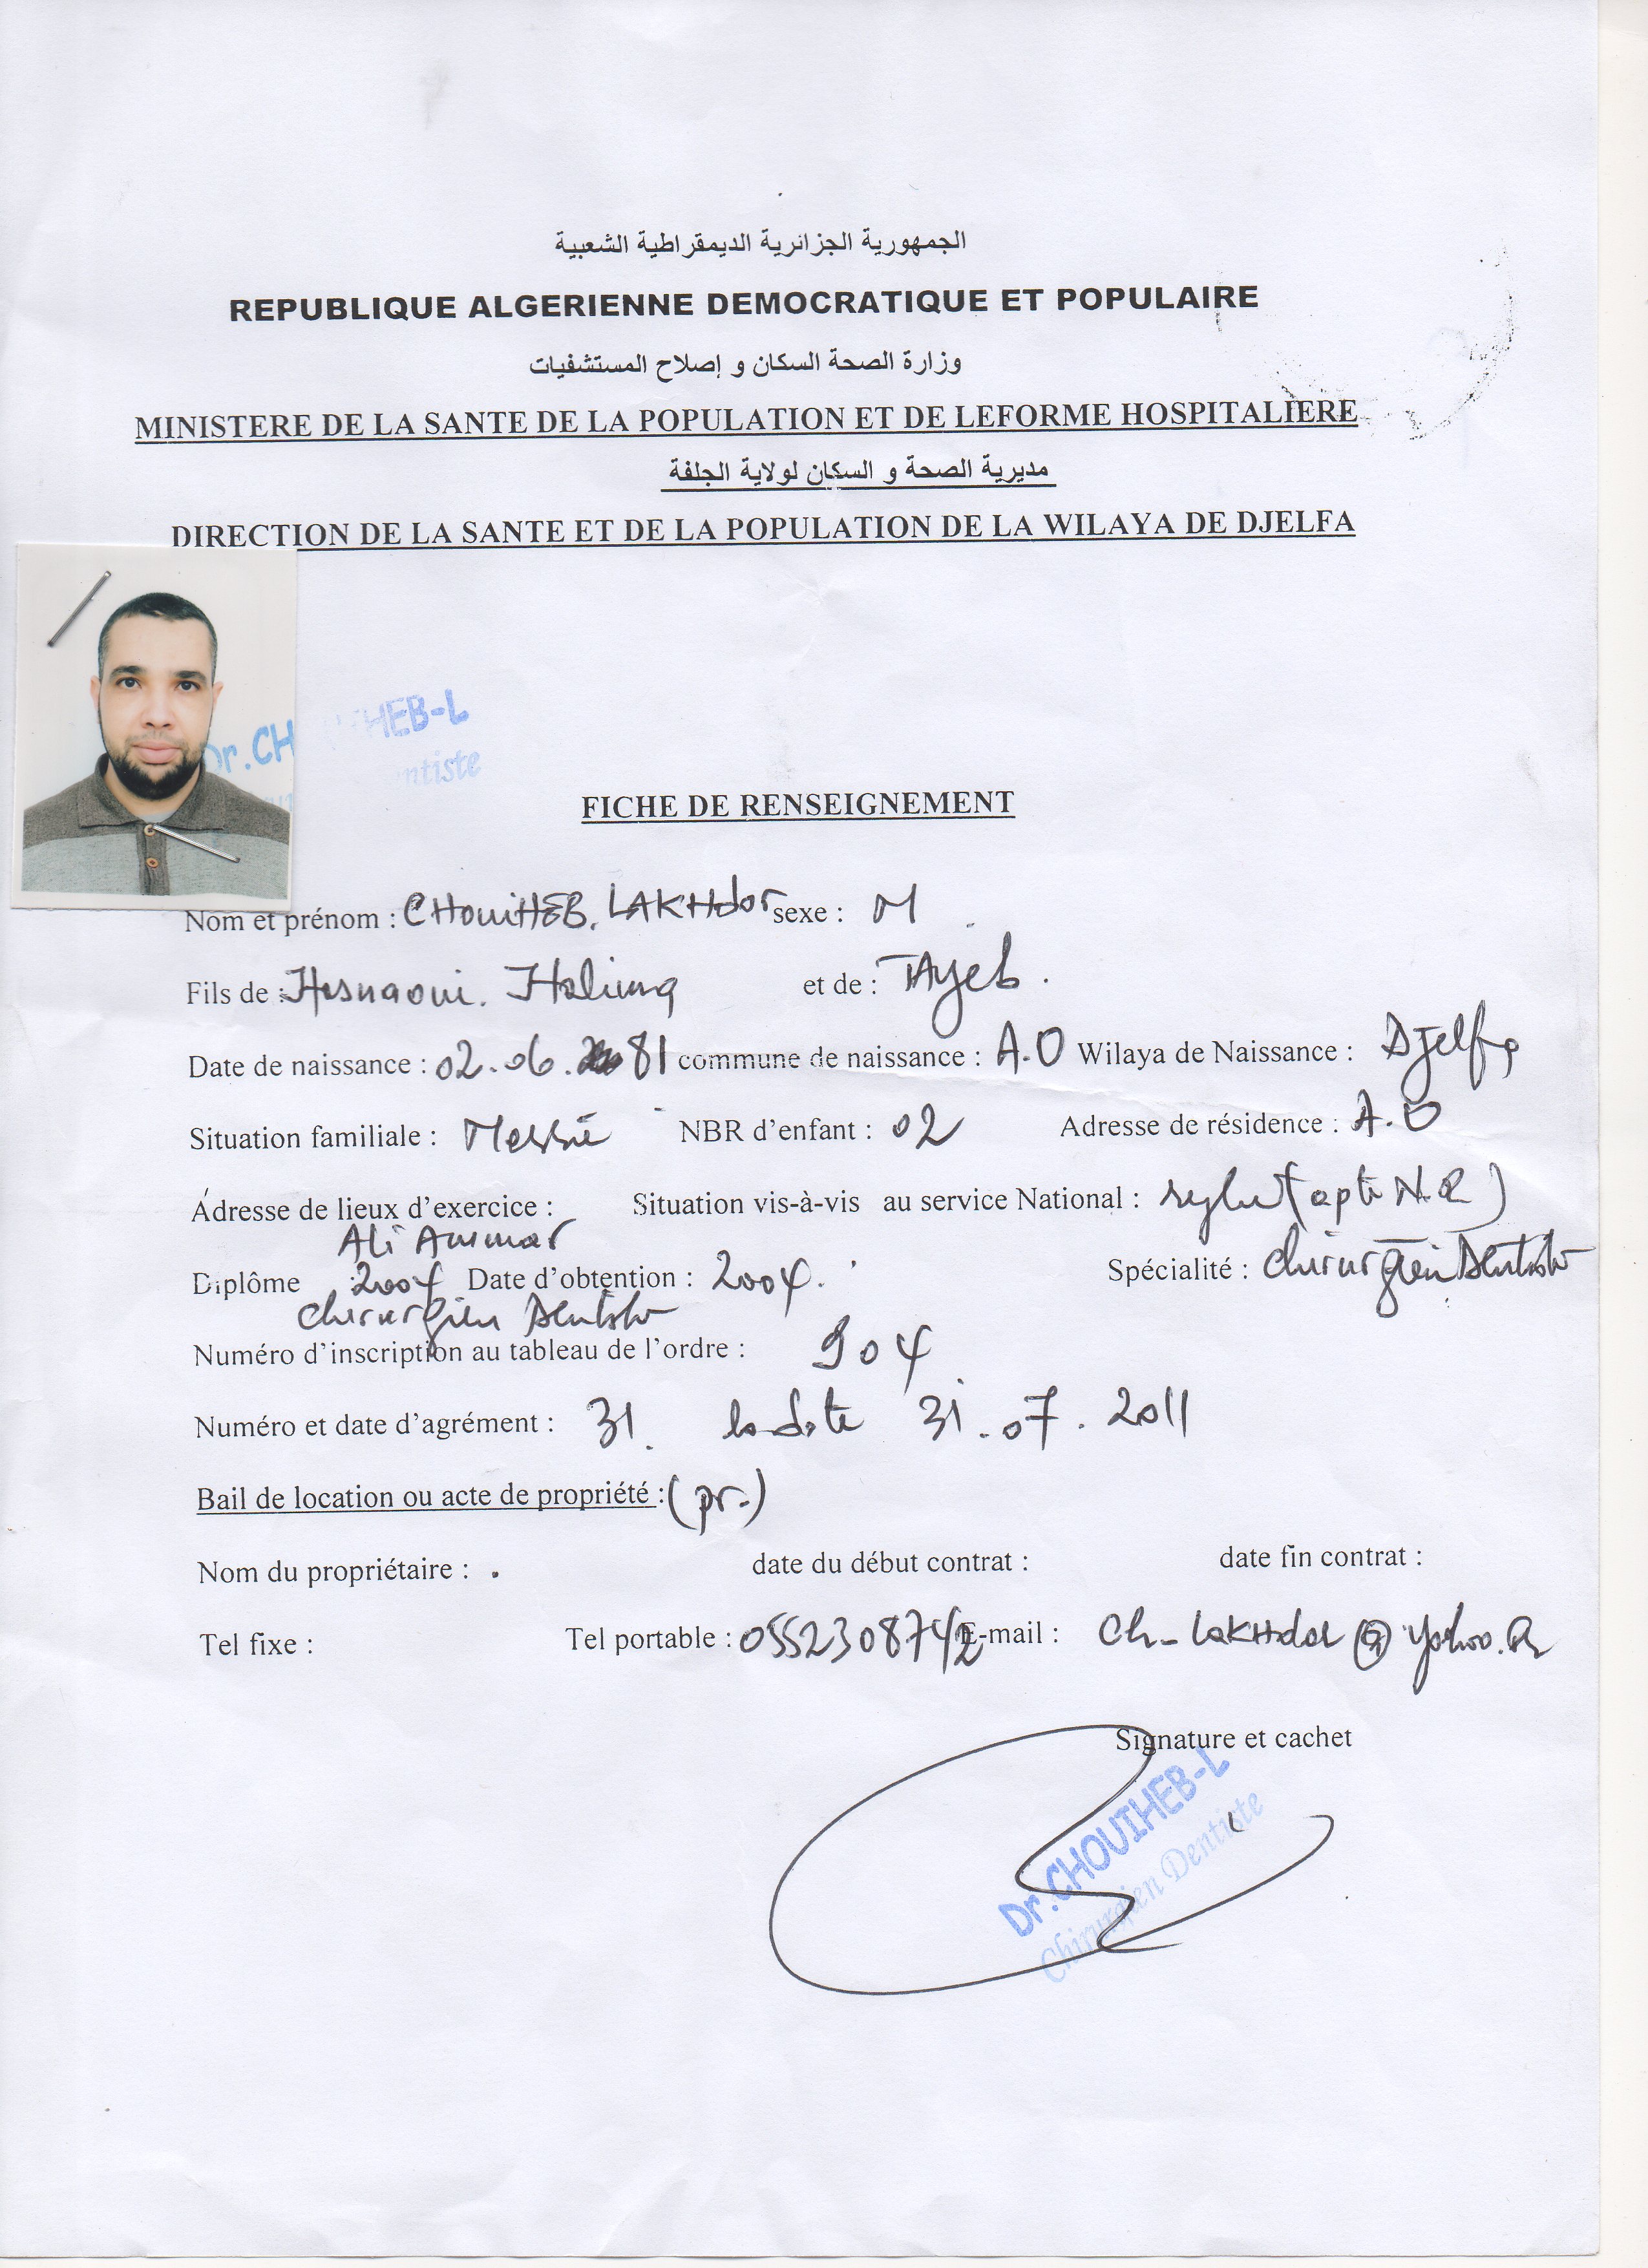 الجمهورية الجزائرية الديمقراطية الشعبية
REPUBLIQUE ALGERIENNE DEMOCRATIQUE ET POPULAIRE
وزارة الصحة السكان و إصلاح المستشفيات
MINISTERE DE LA SANTE DE LA POPULATION ET DE LEFORME HOSPITALIERE
مديرية الصحة و السكان لولاية الجلفة
DIRECTION DE LA SANTE ET DE LA POPULATION DE LA WILAYA DE DJELFA
Dr.CH HEB-L
ntiste
FICHE DE RENSEIGNEMENT
Nom et prénom : CHouiHEB. LAKHdar sexe : M
Fils de : Hasnaoui. Halima et de : TAyeb.
Date de naissance : 02.06. 81 commune de naissance : A.O Wilaya de Naissance : Djelfa
Situation familiale : NBR d'enfant : 02 Adresse de résidence : A.O
Adresse de lieux d'exercice : Situation vis-à-vis au service National : (apte N.R)
Ali Ammar
Diplôme : 2004 Date d'obtention : 2004. Spécialité : chirurgien Dentiste
chirurgien Dentiste
Numéro d'inscription au tableau de l'ordre : 904
Numéro et date d'agrément : 31. la date 31.07.2011
Bail de location ou acte de propriété : (pr.)
Nom du propriétaire : . date du début contrat : date fin contrat :
Tel fixe : Tel portable : 0552308742 E-mail : Ch_LaKHdar@yahoo.fr
Signature et cachet
Dr.CHOUIHEB-L
Chirurgien Dentiste